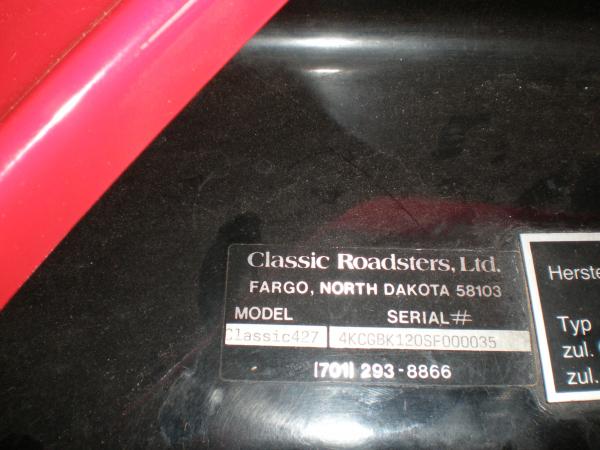 Classic Roadsters, Ltd.
FARGO, NORTH DAKOTA 58103
MODEL SERIAL#
Classic427 4KCGBK120SF000035
(701) 293-8866
Herste
Typ
zul.
zul.